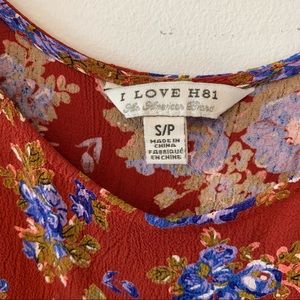 I LOVE H81
An American Brand
S/P
MADE IN
CHINA
FABRIQUÉ
EN CHINE